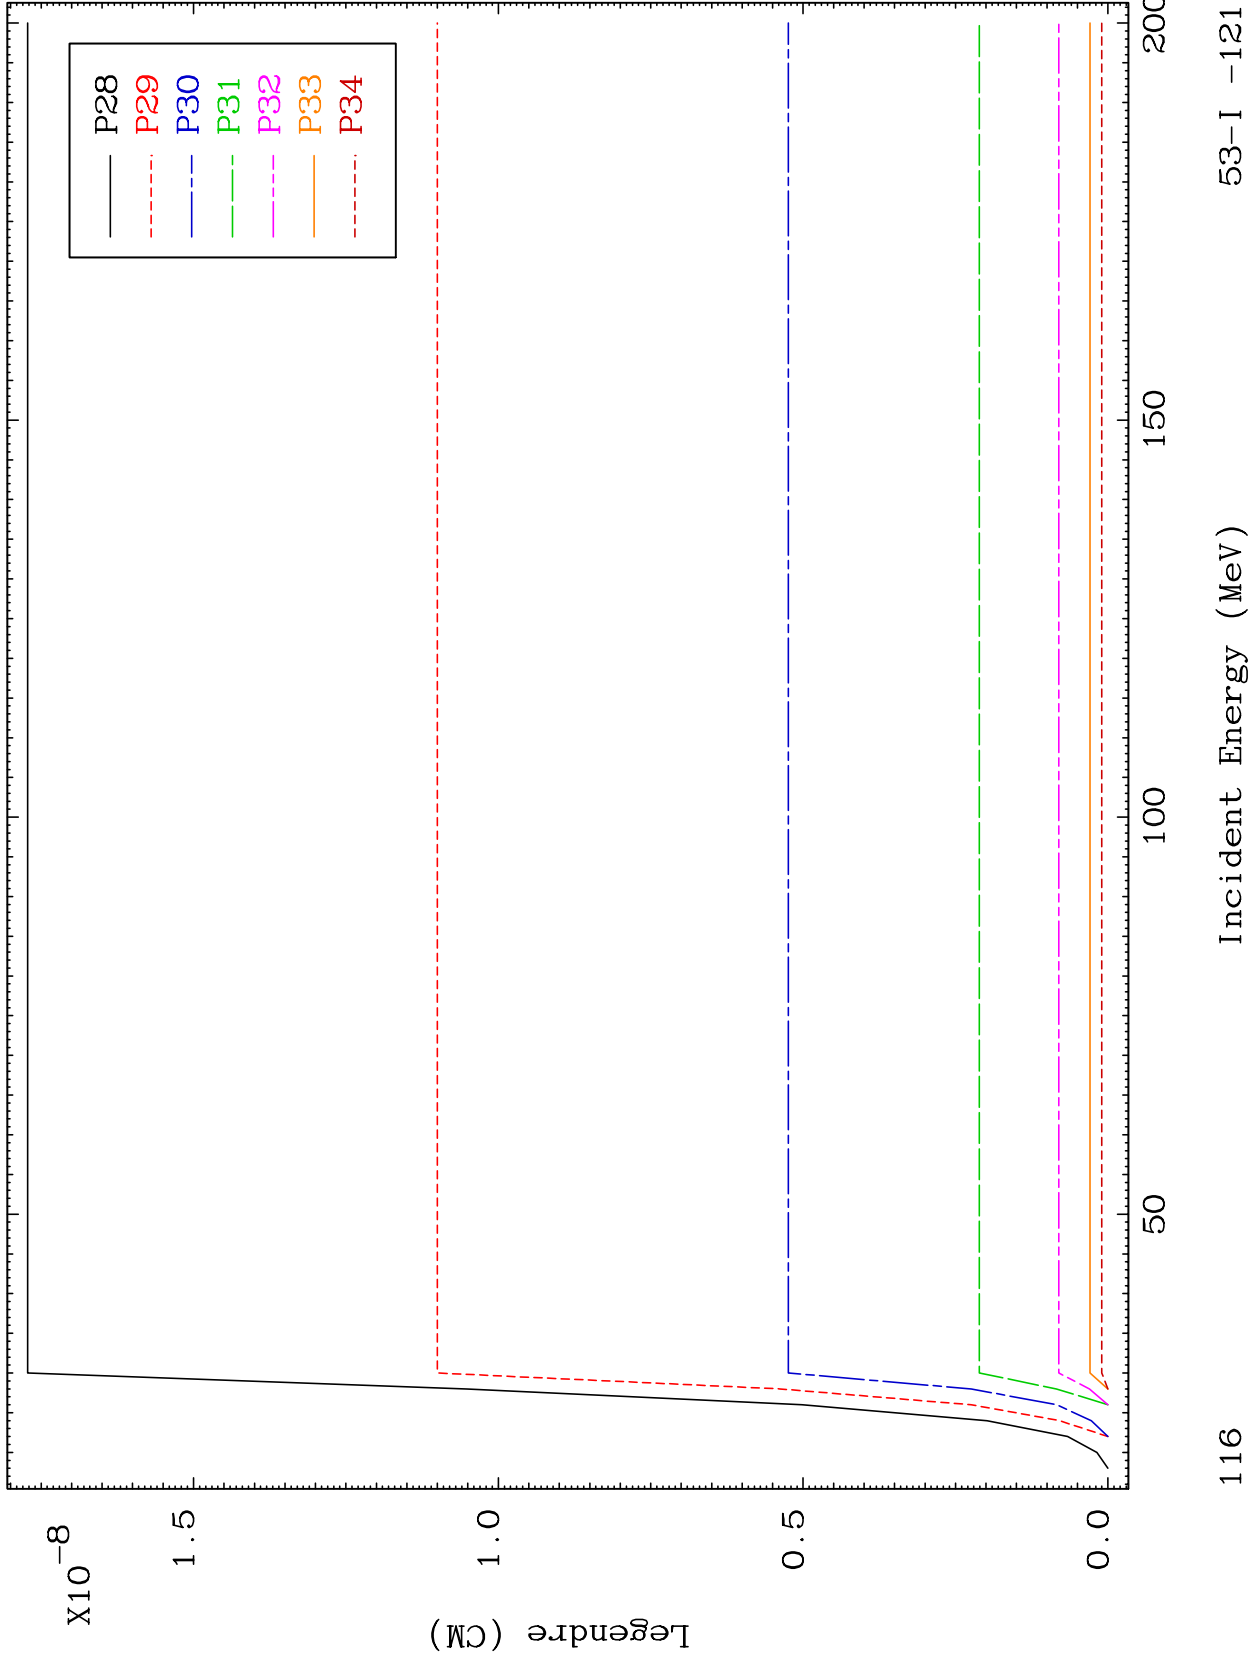 X10-8
1.5
1.0
0.5
0.0
Legendre (CM)
P28
P29
P30
P31
P32
P33
P34
50
100
150
200
Incident Energy (MeV)
116
53-I -121